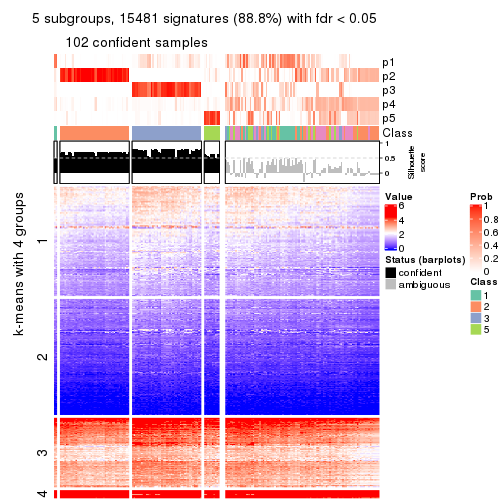 5 subgroups, 15481 signatures (88.8%) with fdr < 0.05
102 confident samples
p1
p2
p3
p4
p5
Class
1
0.5
0
Silhouette
score
k-means with 4 groups
1
2
3
4
Value
6
4
2
0
Status (barplots)
confident
ambiguous
Prob
1
0.8
0.6
0.4
0.2
0
Class
1
2
3
5